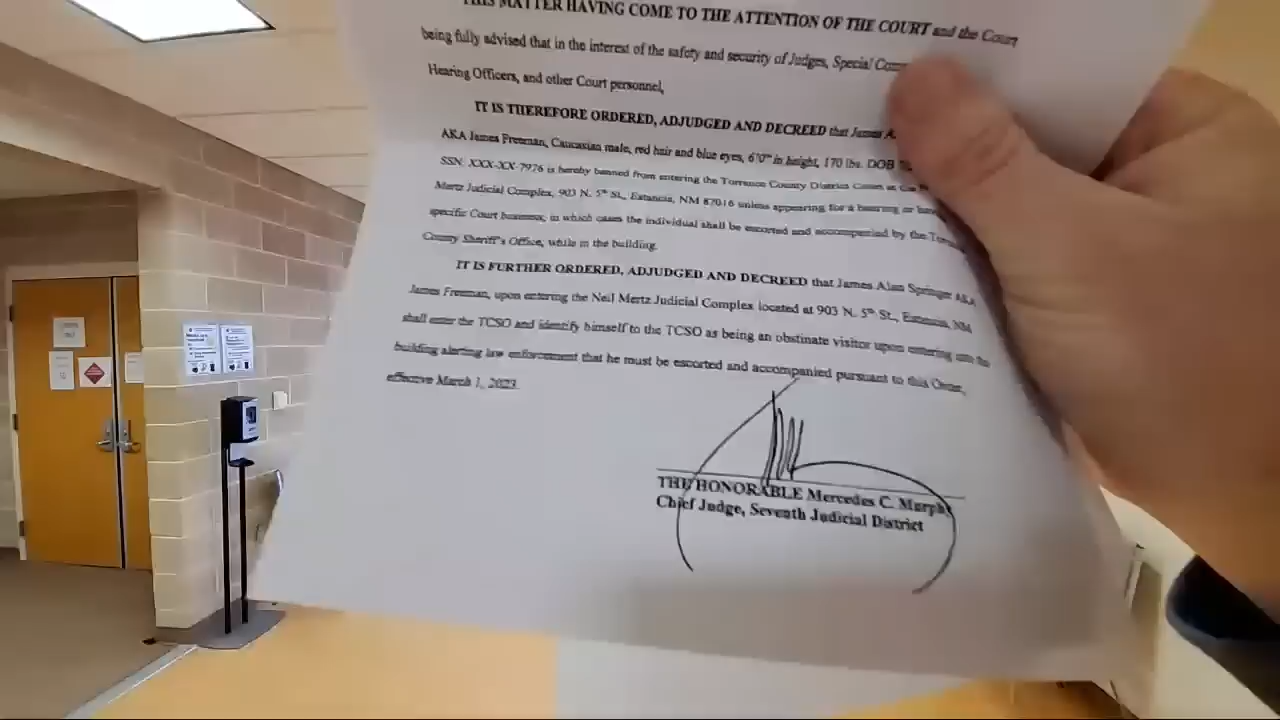 THIS MATTER HAVING COME TO THE ATTENTION OF THE COURT and the Court
being fully advised that in the interest of the safety and security of Judges, Special
Hearing Officers, and other Court personnel,
IT IS THEREFORE ORDERED, ADJUDGED AND DECREED that James A.
AKA James Freeman, Caucasian male, red hair and blue eyes, 6'0" in height, 170 lbs. DOB
SSN: XXX-XX-7976 is hereby banned from entering the Torrance County District Court at
Mertz Judicial Complex, 903 N. 5th St., Estancia, NM 87016 unless appearing for a hearing or
specific Court business, in which cases the individual shall be escorted and accompanied by the
County Sheriff's Office, while in the building.
IT IS FURTHER ORDERED, ADJUDGED AND DECREED that James Alan Springer AKA
James Freeman, upon entering the Neil Mertz Judicial Complex located at 903 N. 5th St., Estancia, NM
shall enter the TCSO and identify himself to the TCSO as being an obstinate visitor upon entering into the
building alerting law enforcement that he must be escorted and accompanied pursuant to this Order,
effective March 1, 2023.
THE HONORABLE Mercedes C. Murphy
Chief Judge, Seventh Judicial District